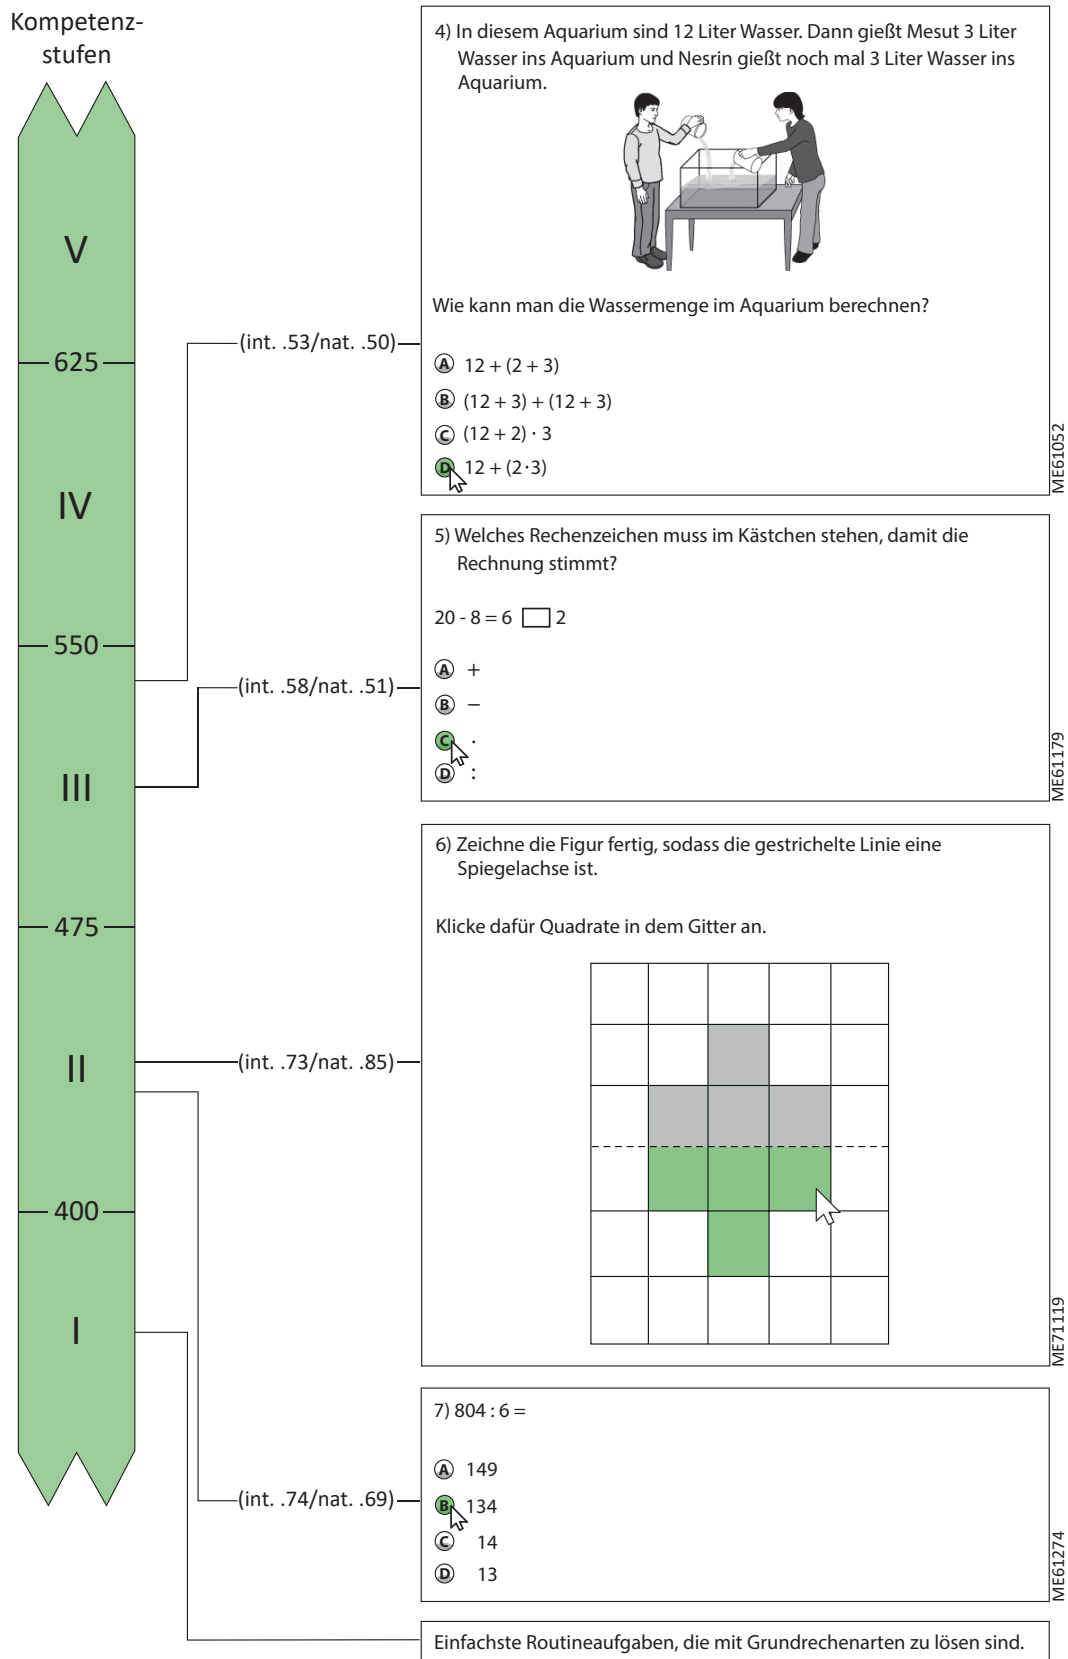 Kompetenz-
stufen
V
625
IV
550
III
475
II
400
I
(int. .53/nat. .50)
4) In diesem Aquarium sind 12 Liter Wasser. Dann gießt Mesut 3 Liter
Wasser ins Aquarium und Nesrin gießt noch mal 3 Liter Wasser ins
Aquarium.
Wie kann man die Wassermenge im Aquarium berechnen?
A 12 + (2 + 3)
B (12 + 3) + (12 + 3)
C (12 + 2) · 3
D 12 + (2·3)
ME61052
(int. .58/nat. .51)
5) Welches Rechenzeichen muss im Kästchen stehen, damit die
Rechnung stimmt?
20 - 8 = 6 □ 2
A +
B –
C ·
D :
ME61179
(int. .73/nat. .85)
6) Zeichne die Figur fertig, sodass die gestrichelte Linie eine
Spiegelachse ist.
Klicke dafür Quadrate in dem Gitter an.
ME71119
(int. .74/nat. .69)
7) 804 : 6 =
A 149
B 134
C 14
D 13
ME61274
Einfachste Routineaufgaben, die mit Grundrechenarten zu lösen sind.